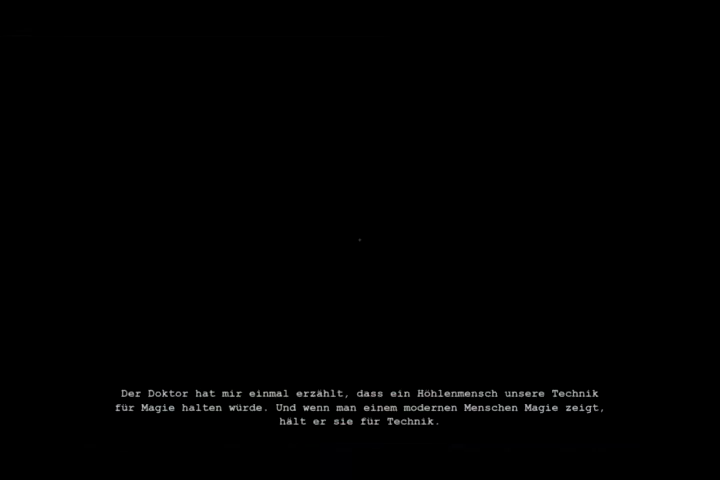 Der Doktor hat mir einmal erzählt, dass ein Höhlenmensch unsere Technik
für Magie halten würde. Und wenn man einem modernen Menschen Magie zeigt,
hält er sie für Technik.